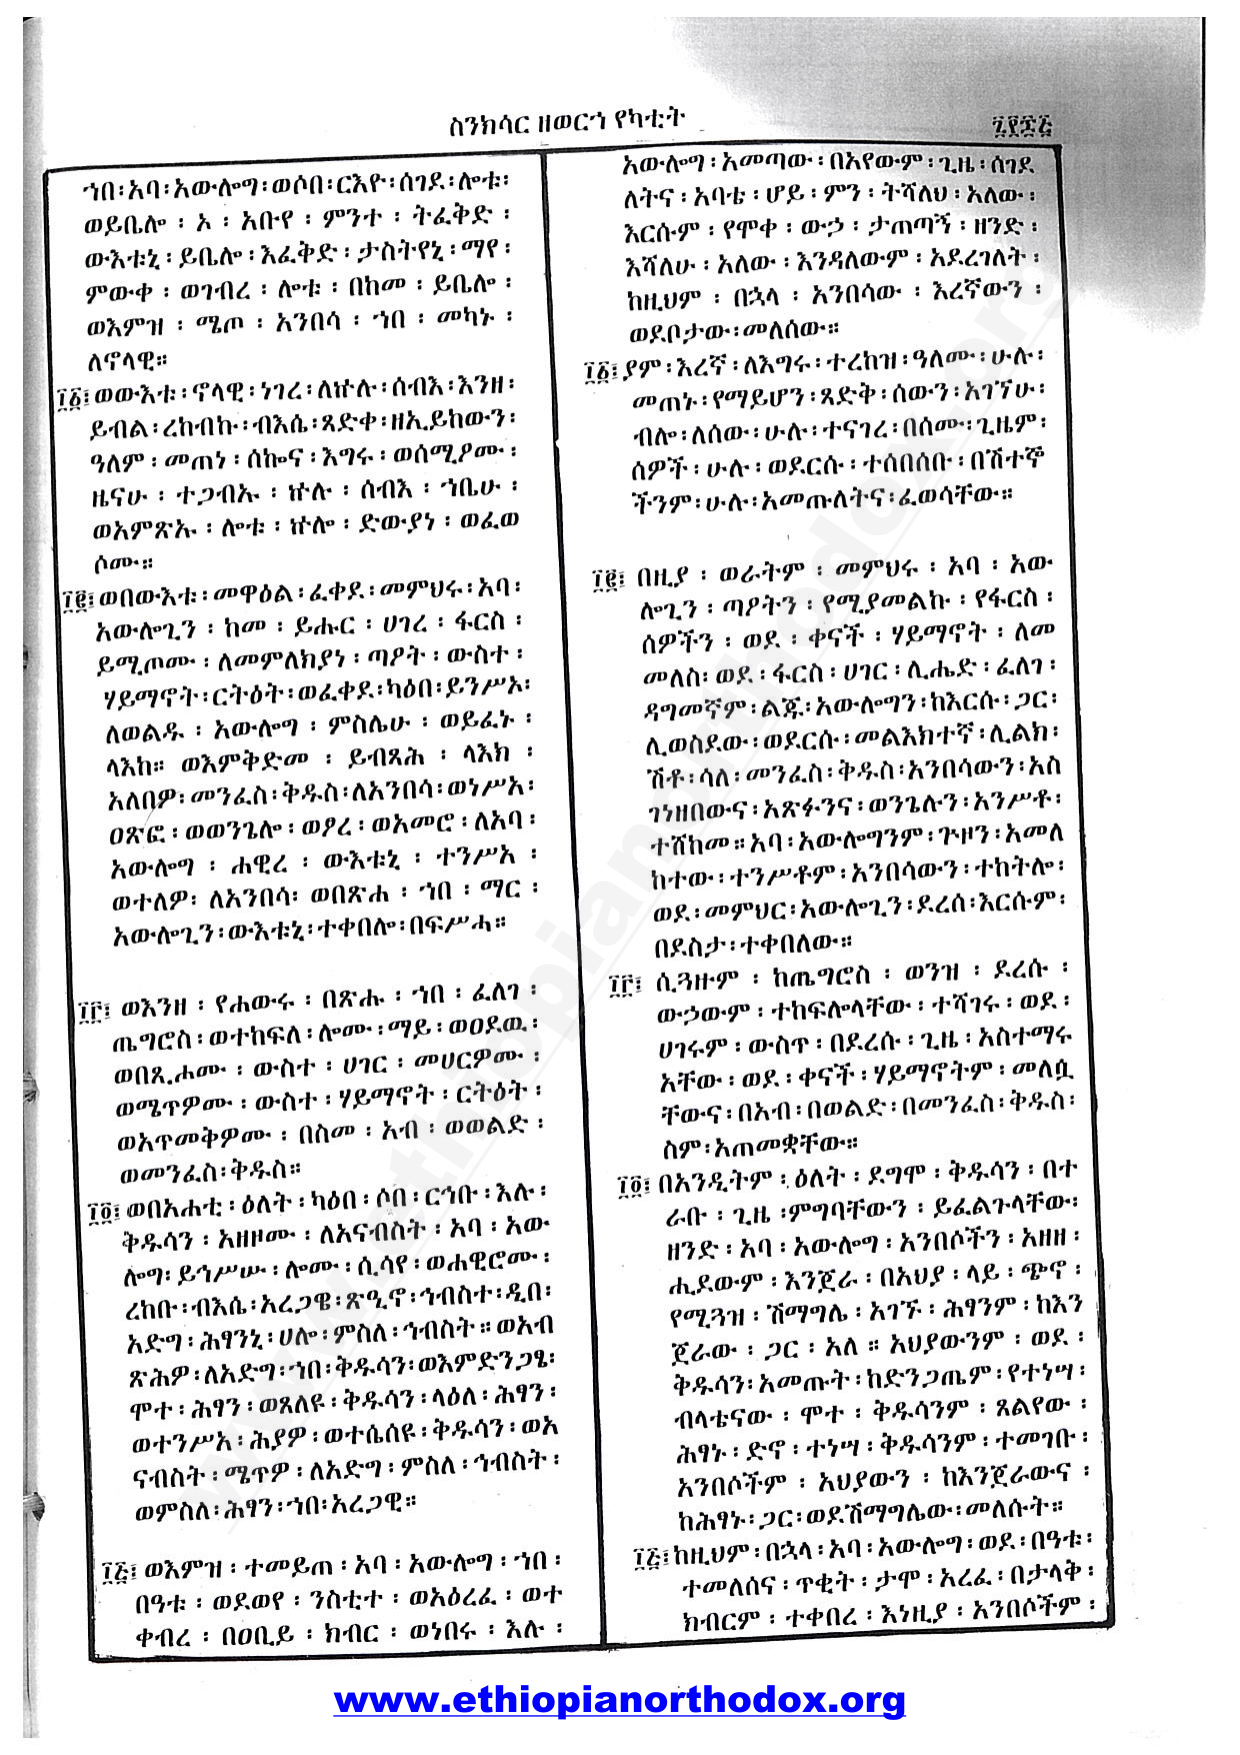 ስንክሳር ዘወርኀ የካቲት
፯፻፸፭
ኀበ፡አባ፡አውሎግ፡ወሶበ፡ርእዮ፡ሰገደ፡ሎቱ፡
ወይቤሎ ፡ ኦ ፡ አቡየ ፡ ምንተ ፡ ትፈቅድ ፡
ውእቱኒ ፡ ይቤሎ ፡ እፈቅድ ፡ ታስትየኒ ፡ ማየ ፡
ምውቀ ፡ ወገብረ ፡ ሎቱ ፡ በከመ ፡ ይቤሎ ፡
ወእምዝ ፡ ሜጦ ፡ አንበሳ ፡ ኀበ ፡ መካኑ ፡
ለኖላዊ።
፲፩፤ ወውእቱ ፡ ኖላዊ ፡ ነገረ ፡ ለኵሉ ፡ ሰብእ ፡ እንዘ፡
ይብል ፡ ረከብኩ ፡ ብእሴ ፡ ጻድቀ ፡ ዘኢይከውን፡
ዓለም ፡ መጠነ ፡ ሰኰና ፡ እግሩ ፡ ወሰሚዖሙ ፡
ዜናሁ ፡ ተጋብኡ ፡ ኵሉ ፡ ሰብእ ፡ ኀቤሁ ፡
ወአምጽኡ ፡ ሎቱ ፡ ኵሎ ፡ ድውያነ ፡ ወፈወ
ሶሙ።
፲፪፤ ወበውእቱ ፡ መዋዕል ፡ ፈቀደ ፡ መምህሩ ፡ አባ፡
አውሎጊን ፡ ከመ ፡ ይሑር ፡ ሀገረ ፡ ፋርስ ፡
ይሚጦሙ ፡ ለመምለክያነ ፡ ጣዖት ፡ ውስተ ፡
ሃይማኖት ፡ ርትዕት ፡ ወፈቀደ ፡ ካዕበ ፡ ይንሥኦ፡
ለወልዱ ፡ አውሎግ ፡ ምስሌሁ ፡ ወይፈኑ ፡
ላእከ። ወእምቅድመ ፡ ይብጻሕ ፡ ላእክ ፡
አለበዎ ፡ መንፈስ ፡ ቅዱስ ፡ ለአንበሳ ፡ ወነሥአ፡
ዐጽፎ ፡ ወወንጌሎ ፡ ወፆረ ፡ ወአመሮ ፡ ለአባ ፡
አውሎግ ፡ ሐዊረ ፡ ውእቱኒ ፡ ተንሥአ ፡
ወተለዎ፡ ለአንበሳ፡ ወበጽሐ ፡ ኀበ ፡ ማር ፡
አውሎጊን ፡ ውእቱኒ ፡ ተቀበሎ ፡ በፍሥሓ።
፲፫፤ ወእንዘ ፡ የሐውሩ ፡ በጽሑ ፡ ኀበ ፡ ፈለገ ፡
ጤግሮስ ፡ ወተከፍለ ፡ ሎሙ ፡ ማይ ፡ ወዐደዉ ፡
ወበጺሐሙ ፡ ውስተ ፡ ሀገር ፡ መሀርዎሙ ፡
ወሜጥዎሙ ፡ ውስተ ፡ ሃይማኖት ፡ ርትዕት ፡
ወአጥመቅዎሙ ፡ በስመ ፡ አብ ፡ ወወልድ ፡
ወመንፈስ ፡ ቅዱስ።
፲፬፤ ወበአሐቲ ፡ ዕለት ፡ ካዕበ ፡ ሶበ ፡ ርኅቡ ፡ እሉ ፡
ቅዱሳን ፡ አዘዞሙ ፡ ለአናብስት ፡ አባ ፡ አው
ሎግ፡ ይኅሥሡ ፡ ሎሙ ፡ ሲሳየ ፡ ወሐዊሮሙ ፡
ረከቡ ፡ ብእሴ ፡ አረጋዌ ፡ ጽዒኖ ፡ ኅብስተ ፡ ዲበ፡
አድግ ፡ ሕፃንኒ ፡ ሀሎ ፡ ምስለ ፡ ኅብስት ። ወአብ
ጽሕዎ ፡ ለአድግ ፡ ኀበ ፡ ቅዱሳን ፡ ወእምድንጋፄ፡
ሞተ ፡ ሕፃን ፡ ወጸለዩ ፡ ቅዱሳን ፡ ላዕለ ፡ ሕፃን ፡
ወተንሥአ ፡ ሕያዎ ፡ ወተሴሰዩ ፡ ቅዱሳን ፡ ወአ
ናብስት ፡ ሜጥዎ ፡ ለአድግ ፡ ምስለ ፡ ኅብስት ፡
ወምስለ ፡ ሕፃን ፡ ኀበ ፡ አረጋዊ።
፲፭፤ ወእምዝ ፡ ተመይጠ ፡ አባ ፡ አውሎግ ፡ ኀበ ፡
በዓቱ ፡ ወደወየ ፡ ንስቲተ ፡ ወአዕረፈ ፡ ወተ
ቀብረ ፡ በዐቢይ ፡ ክብር ፡ ወነበሩ ፡ እሉ ፡
አውሎግ ፡ አመጣው ፡ በአየውም ፡ ጊዜ ፡ ሰገደ
ለትና ፡ አባቴ ፡ ሆይ ፡ ምን ፡ ትሻለህ ፡ አለው ፡
እርሱም ፡ የሞቀ ፡ ውኃ ፡ ታጠጣኝ ፡ ዘንድ ፡
እሻለሁ ፡ አለው ፡ እንዳለውም ፡ አደረገለት ፡
ከዚህም ፡ በኋላ ፡ አንበሳው ፡ እረኛውን ፡
ወደቦታው ፡ መለሰው።
፲፩፤ ያም ፡ እረኛ ፡ ለእግሩ ፡ ተረከዝ ፡ ዓለሙ ፡ ሁሉ ፡
መጠኑ ፡ የማይሆን ፡ ጻድቅ ፡ ሰውን ፡ አገኘሁ ፡
ብሎ ፡ ለሰው ፡ ሁሉ ፡ ተናገረ ፡ በሰሙ ፡ ጊዜም ፡
ሰዎች ፡ ሁሉ ፡ ወደርሱ ፡ ተሰበሰቡ ፡ በሽተኞ
ችንም ፡ ሁሉ ፡ አመጡለትና ፡ ፈወሳቸው።
፲፪፤ በዚያ ፡ ወራትም ፡ መምህሩ ፡ አባ ፡ አው
ሎጊን ፡ ጣዖትን ፡ የሚያመልኩ ፡ የፋርስ ፡
ሰዎችን ፡ ወደ ፡ ቀናች ፡ ሃይማኖት ፡ ለመ
መለስ፡ ወደ ፡ ፋርስ ፡ ሀገር ፡ ሊሔድ ፡ ፈለገ ፡
ዳግመኛም ፡ ልጁ ፡ አውሎግን ፡ ከእርሱ ፡ ጋር፡
ሊወስደው ፡ ወደርሱ ፡ መልእክተኛ ፡ ሊልክ ፡
ሽቶ ፡ ሳለ ፡ መንፈስ ፡ ቅዱስ ፡ አንበሳውን ፡ አስ
ገነዘበውና ፡ አጽፉንና ፡ ወንጌሉን ፡ አንሥቶ ፡
ተሸከመ ። አባ ፡ አውሎግንም ፡ ጕዞን ፡ አመለ
ከተው ፡ ተንሥቶም ፡ አንበሳውን ፡ ተከትሎ ፡
ወደ ፡ መምህር ፡ አውሎጊን ፡ ደረሰ ፡ እርሱም ፡
በደስታ ፡ ተቀበለው።
፲፫፤ ሲጓዙም ፡ ከጤግሮስ ፡ ወንዝ ፡ ደረሱ ፡
ውኃውም ፡ ተከፍሎላቸው ፡ ተሻገሩ ፡ ወደ ፡
ሀገሩም ፡ ውስጥ ፡ በደረሱ ፡ ጊዜ ፡ አስተማሩ
አቸው ፡ ወደ ፡ ቀናች ፡ ሃይማኖትም ፡ መለሷ
ቸውና ፡ በአብ ፡ በወልድ ፡ በመንፈስ ፡ ቅዱስ ፡
ስም ፡ አጠመቋቸው።
፲፬፤ በአንዲትም ፡ ዕለት ፡ ደግሞ ፡ ቅዱሳን ፡ በተ
ራቡ ፡ ጊዜ ፡ምግባቸውን ፡ ይፈልጉላቸው፡
ዘንድ ፡ አባ ፡ አውሎግ ፡ አንበሶችን ፡ አዘዘ ፡
ሒደውም ፡ እንጀራ ፡ በአህያ ፡ ላይ ፡ ጭኖ ፡
የሚጓዝ ፡ ሽማግሌ ፡ አገኙ ፡ ሕፃንም ፡ ከእን
ጀራው ፡ ጋር ፡ አለ ። አህያውንም ፡ ወደ ፡
ቅዱሳን፡ አመጡት ፡ ከድንጋጤም ፡ የተነሣ ፡
ብላቴናው ፡ ሞተ ፡ ቅዱሳንም ፡ ጸልየው ፡
ሕፃኑ ፡ ድኖ ፡ ተነሣ ፡ ቅዱሳንም ፡ ተመገቡ ፡
አንበሶችም ፡ አህያውን ፡ ከእንጀራውና ፡
ከሕፃኑ ፡ ጋር ፡ ወደሽማግሌው ፡ መለሱት።
፲፭፤ ከዚህም ፡ በኋላ ፡ አባ ፡ አውሎግ ፡ ወደ ፡ በዓቱ ፡
ተመለሰና ፡ ጥቂት ፡ ታሞ ፡ አረፈ ፡ በታላቅ ፡
ክብርም ፡ ተቀበረ ፡ እነዚያ ፡ አንበሶችም ፡
www.ethiopianorthodox.org
www.ethiopianorthodox.org